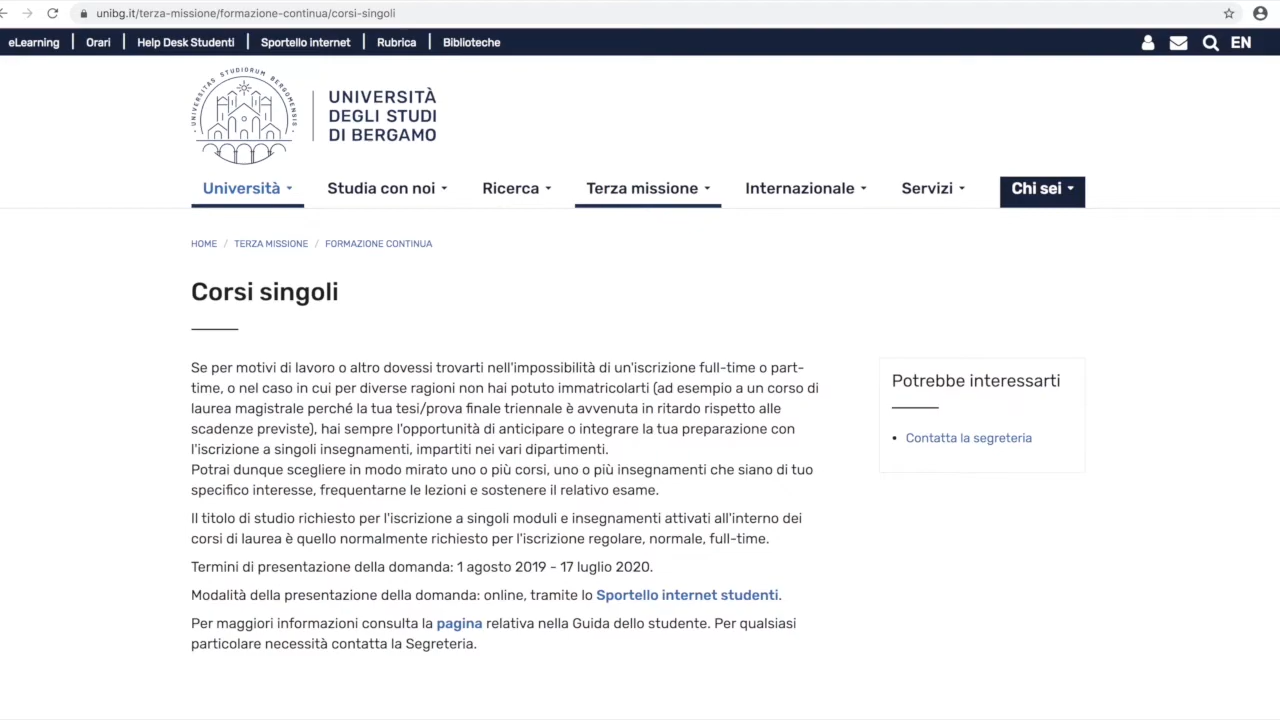 unibg.it/terza-missione/formazione-continua/corsi-singoli
eLearning
Orari
Help Desk Studenti
Sportello internet
Rubrica
Biblioteche
EN
UNIVERSITAS STUDIORUM BERGOMENSIS
UNIVERSITÀ
DEGLI STUDI
DI BERGAMO
Università
Studia con noi
Ricerca
Terza missione
Internazionale
Servizi
Chi sei
HOME / TERZA MISSIONE / FORMAZIONE CONTINUA
Corsi singoli
Se per motivi di lavoro o altro dovessi trovarti nell'impossibilità di un'iscrizione full-time o part-
time, o nel caso in cui per diverse ragioni non hai potuto immatricolarti (ad esempio a un corso di
laurea magistrale perché la tua tesi/prova finale triennale è avvenuta in ritardo rispetto alle
scadenze previste), hai sempre l'opportunità di anticipare o integrare la tua preparazione con
l'iscrizione a singoli insegnamenti, impartiti nei vari dipartimenti.
Potrai dunque scegliere in modo mirato uno o più corsi, uno o più insegnamenti che siano di tuo
specifico interesse, frequentarne le lezioni e sostenere il relativo esame.
Il titolo di studio richiesto per l'iscrizione a singoli moduli e insegnamenti attivati all'interno dei
corsi di laurea è quello normalmente richiesto per l'iscrizione regolare, normale, full-time.
Termini di presentazione della domanda: 1 agosto 2019 - 17 luglio 2020.
Modalità della presentazione della domanda: online, tramite lo Sportello internet studenti.
Per maggiori informazioni consulta la pagina relativa nella Guida dello studente. Per qualsiasi
particolare necessità contatta la Segreteria.
Potrebbe interessarti
• Contatta la segreteria